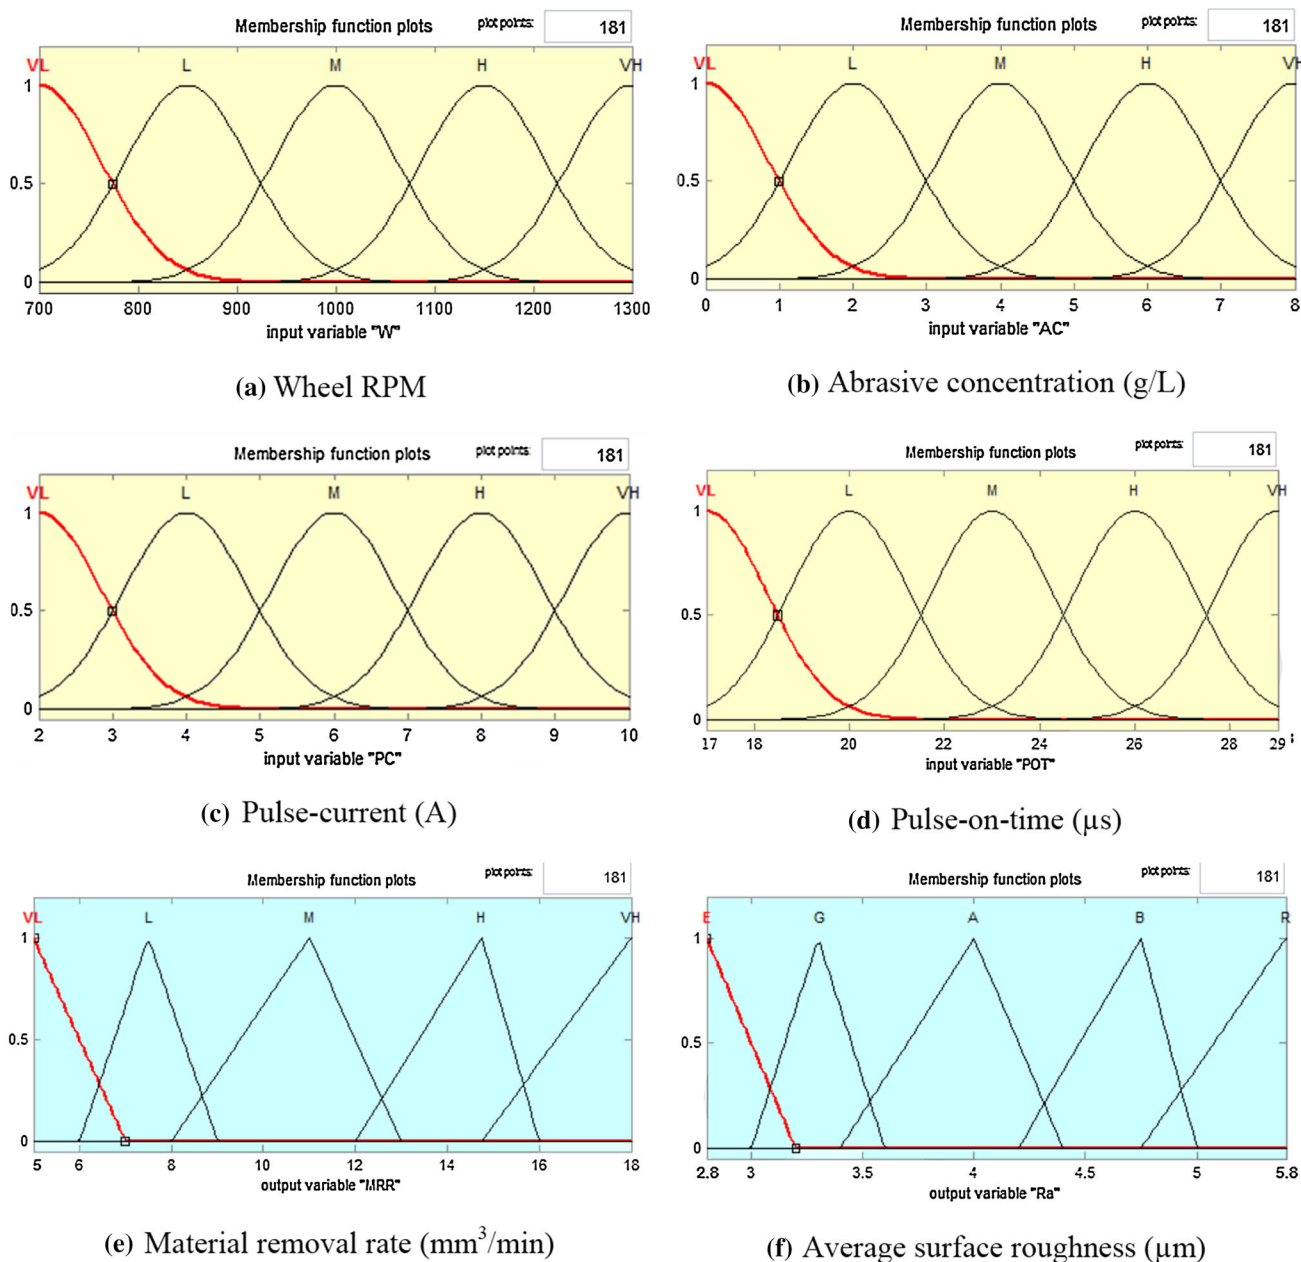 Membership function plots plot points: 181
VL L M H VH
1
0.5
0
700 800 900 1000 1100 1200 1300
input variable "W"
(a) Wheel RPM
Membership function plots plot points: 181
VL L M H VH
1
0.5
0
0 1 2 3 4 5 6 7 8
input variable "AC"
(b) Abrasive concentration (g/L)
Membership function plots plot points: 181
VL L M H VH
1
0.5
0
2 3 4 5 6 7 8 9 10
input variable "PC"
(c) Pulse-current (A)
Membership function plots plot points: 181
VL L M H VH
1
0.5
0
17 18 20 22 24 26 28 29
input variable "POT"
(d) Pulse-on-time (µs)
Membership function plots plot points: 181
VL L M H VH
1
0.5
0
5 6 8 10 12 14 16 18
output variable "MRR"
(e) Material removal rate (mm³/min)
Membership function plots plot points: 181
E G A B R
1
0.5
0
2.8 3 3.5 4 4.5 5 5.8
output variable "Ra"
(f) Average surface roughness (µm)